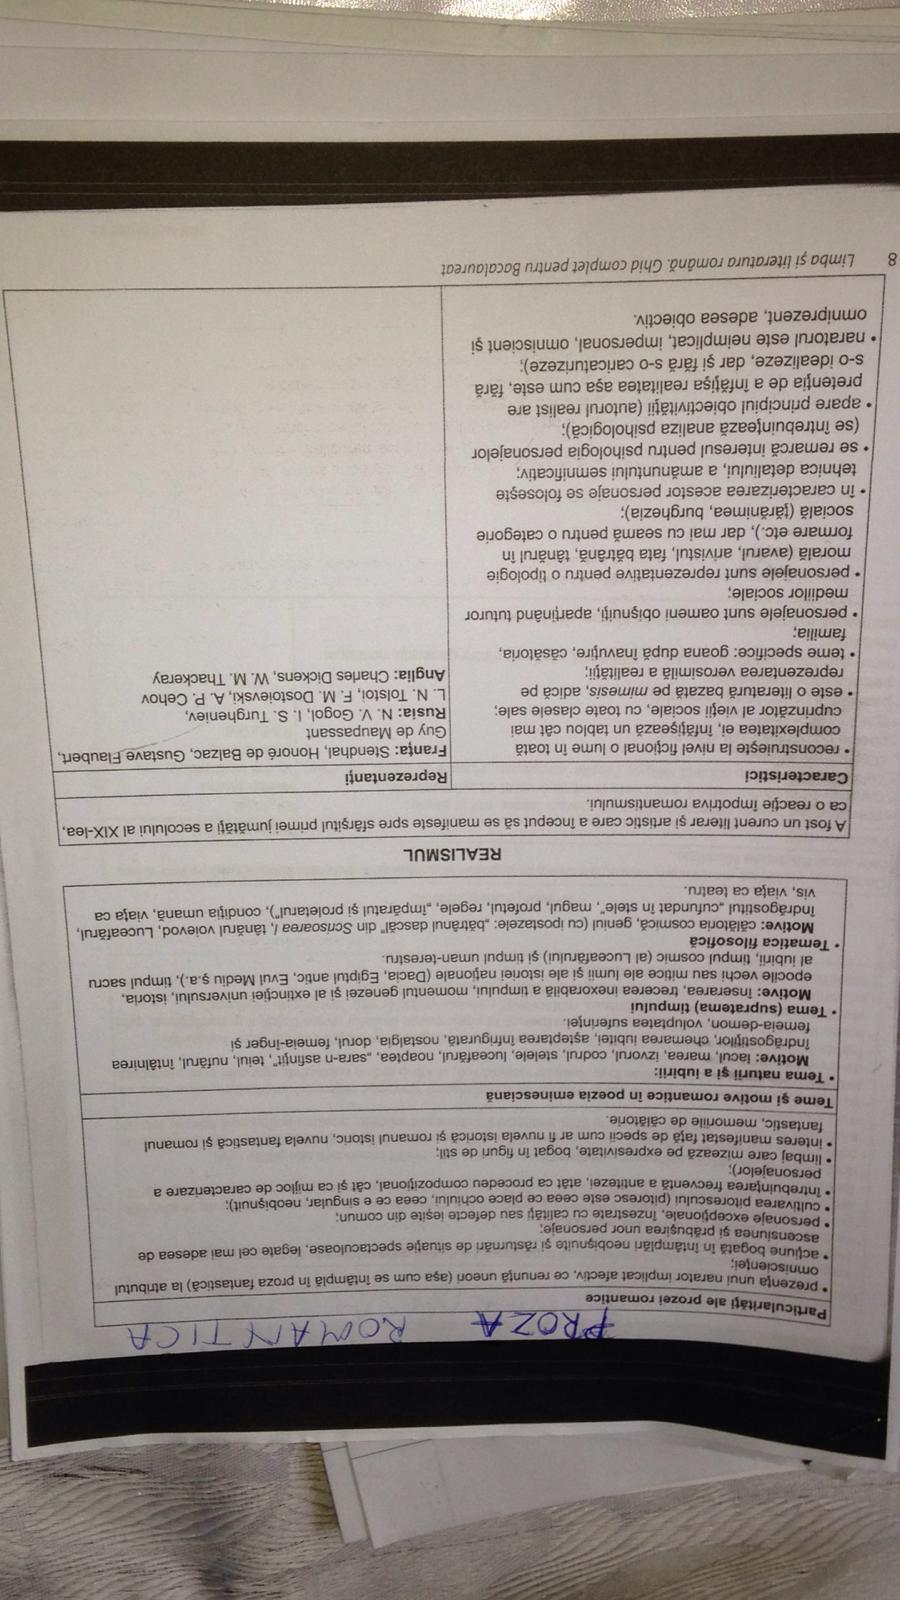 PROZA ROMANTICA
Particularități ale prozei romantice
• prezența unui narator implicat afectiv, ce renunță uneori (așa cum se întâmplă în proza fantastică) la atributul
omniscienței;
• acțiune bogată în întâmplări neobișnuite și răsturnări de situație spectaculoase, legate cel mai adesea de
ascensiunea și prăbușirea unor personaje;
• personaje excepționale, înzestrate cu calități sau defecte ieșite din comun;
• cultivarea pitorescului (pitoresc este ceea ce place ochiului, ceea ce e singular, neobișnuit);
• întrebuințarea frecventă a antitezei, atât ca procedeu compozițional, cât și ca mijloc de caracterizare a
personajelor);
• limbaj care mizează pe expresivitate, bogat în figuri de stil;
• interes manifestat față de specii cum ar fi nuvela istorică și romanul istoric, nuvela fantastică și romanul
fantastic, memoriile de călătorie.
Teme și motive romantice în poezia eminesciană
• Tema naturii și a iubirii:
Motive: lacul, marea, izvorul, codrul, stelele, luceafărul, noaptea, „sara-n asfințit”, teiul, nufărul, întâlnirea
îndrăgostiților, chemarea iubitei, așteptarea înfrigurată, nostalgia, dorul, femeia-înger și
femeia-demon, voluptatea suferinței.
• Tema (supratema) timpului
Motive: înserarea, trecerea inexorabilă a timpului, momentul genezei și al extincției universului, istoria,
epocile vechi sau mitice ale lumii și ale istoriei naționale (Dacia, Egiptul antic, Evul Mediu ș.a.), timpul sacru
al iubirii, timpul cosmic (al Luceafărului) și timpul uman-terestru.
• Tematica filosofică
Motive: călătoria cosmică, geniul (cu ipostazele: „bătrânul dascăl” din Scrisoarea I, tânărul voievod, Luceafărul,
îndrăgostitul „cufundat în stele”, magul, profetul, regele, „împăratul și proletarul”), condiția umană, viața ca
vis, viața ca teatru.
REALISMUL
A fost un curent literar și artistic care a început să se manifeste spre sfârșitul primei jumătăți a secolului al XIX-lea,
ca o reacție împotriva romantismului.
Caracteristici
• reconstruiește la nivel ficțional o lume în toată
complexitatea ei, înfățișează un tablou cât mai
cuprinzător al vieții sociale, cu toate clasele sale;
• este o literatură bazată pe mimesis, adică pe
reprezentarea verosimilă a realității;
• teme specifice: goana după înavuțire, căsătoria,
familia;
• personajele sunt oameni obișnuiți, aparținând tuturor
mediilor sociale;
• personajele sunt reprezentative pentru o tipologie
morală (avarul, arivistul, fata bătrână, tânărul în
formare etc.), dar mai cu seamă pentru o categorie
socială (țărănimea, burghezia);
• în caracterizarea acestor personaje se folosește
tehnica detaliului, a amănuntului semnificativ;
• se remarcă interesul pentru psihologia personajelor
(se întrebuințează analiza psihologică);
• apare principiul obiectivității (autorul realist are
pretenția de a înfățișa realitatea așa cum este, fără
s-o idealizeze, dar și fără s-o caricaturizeze);
• naratorul este neimplicat, impersonal, omniscient și
omniprezent, adesea obiectiv.
Reprezentanți
Franța: Stendhal, Honoré de Balzac, Gustave Flaubert,
Guy de Maupassant
Rusia: N. V. Gogol, I. S. Turgheniev,
L. N. Tolstoi, F. M. Dostoievski, A. P. Cehov
Anglia: Charles Dickens, W. M. Thackeray
8 Limba și literatura română. Ghid complet pentru Bacalaureat